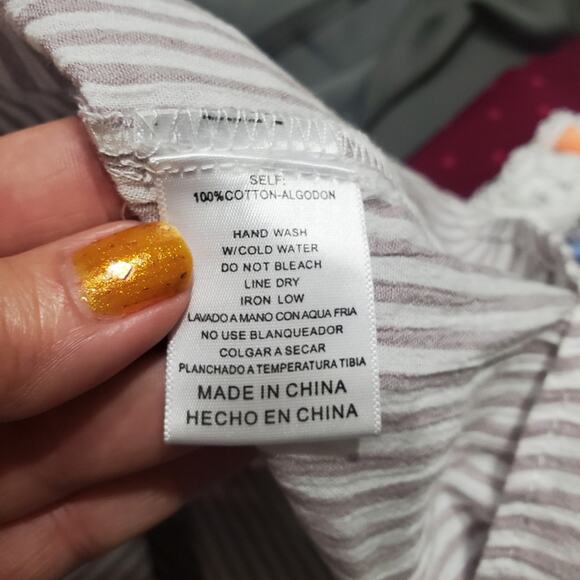 SELF:
100%COTTON-ALGODON
HAND WASH
W/COLD WATER
DO NOT BLEACH
LINE DRY
IRON LOW
LAVADO A MANO CON AQUA FRIA
NO USE BLANQUEADOR
COLGAR A SECAR
PLANCHADO A TEMPERATURA TIBIA
MADE IN CHINA
HECHO EN CHINA